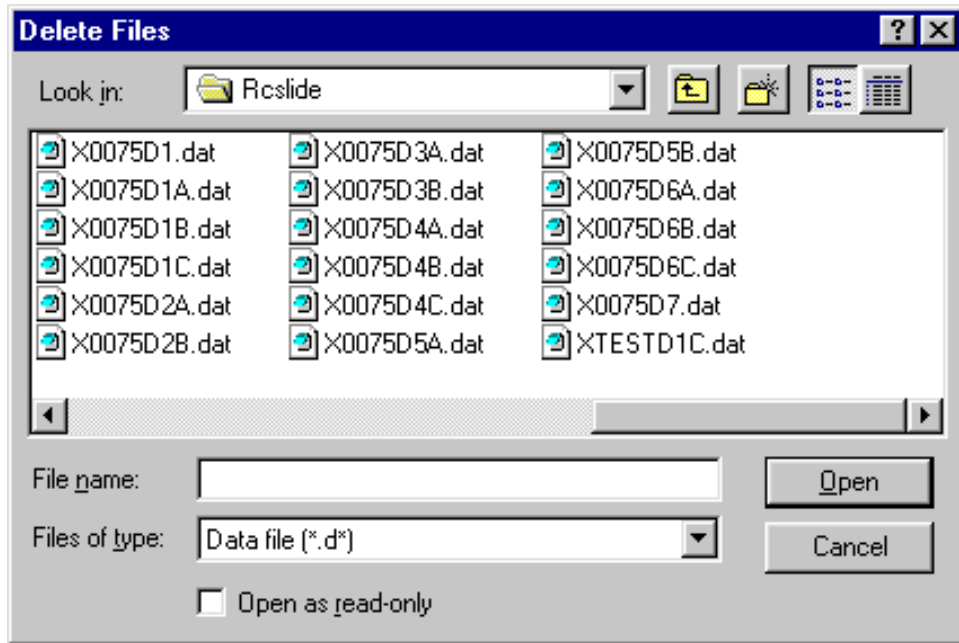 Delete Files
Look in: Rcslide
X0075D1.dat X0075D3A.dat X0075D5B.dat
X0075D1A.dat X0075D3B.dat X0075D6A.dat
X0075D1B.dat X0075D4A.dat X0075D6B.dat
X0075D1C.dat X0075D4B.dat X0075D6C.dat
X0075D2A.dat X0075D4C.dat X0075D7.dat
X0075D2B.dat X0075D5A.dat XTESTD1C.dat
File name: Open
Files of type: Data file (*.d*) Cancel
Open as read-only